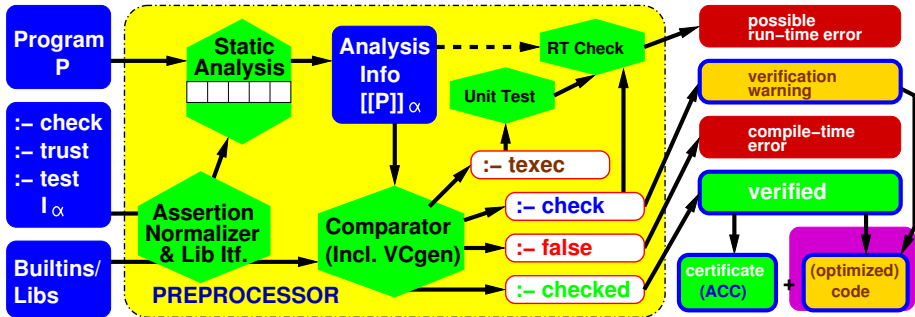 Program
P
:- check
:- trust
:- test
I α
Builtins/
Libs
Static
Analysis
Assertion
Normalizer
& Lib Itf.
PREPROCESSOR
Analysis
Info
[[P]] α
Comparator
(Incl. VCgen)
RT Check
Unit Test
:- texec
:- check
:- false
:- checked
possible
run-time error
verification
warning
compile-time
error
verified
certificate
(ACC)
+
(optimized)
code